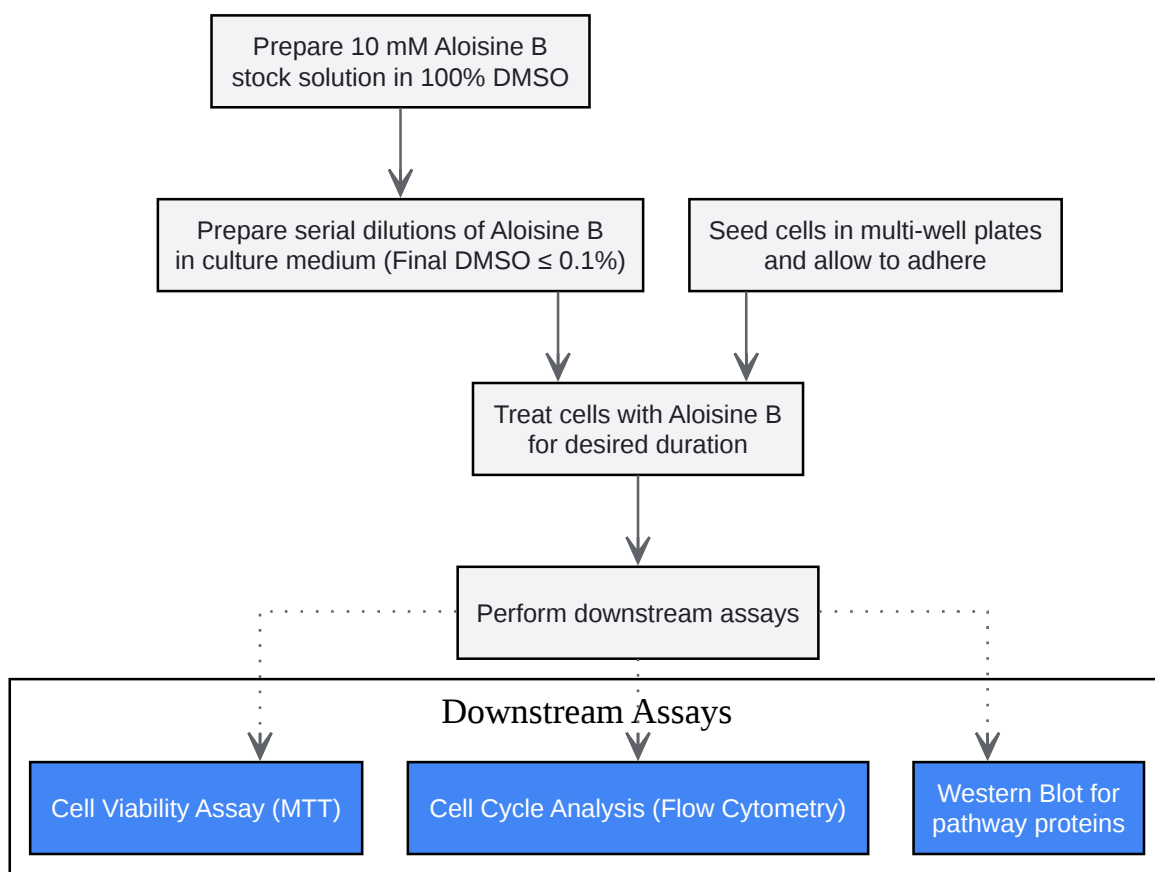 Prepare 10 mM Aloisine B
stock solution in 100% DMSO
Prepare serial dilutions of Aloisine B
in culture medium (Final DMSO ≤ 0.1%)
Seed cells in multi-well plates
and allow to adhere
Treat cells with Aloisine B
for desired duration
Perform downstream assays
Downstream Assays
Cell Viability Assay (MTT)
Cell Cycle Analysis (Flow Cytometry)
Western Blot for
pathway proteins